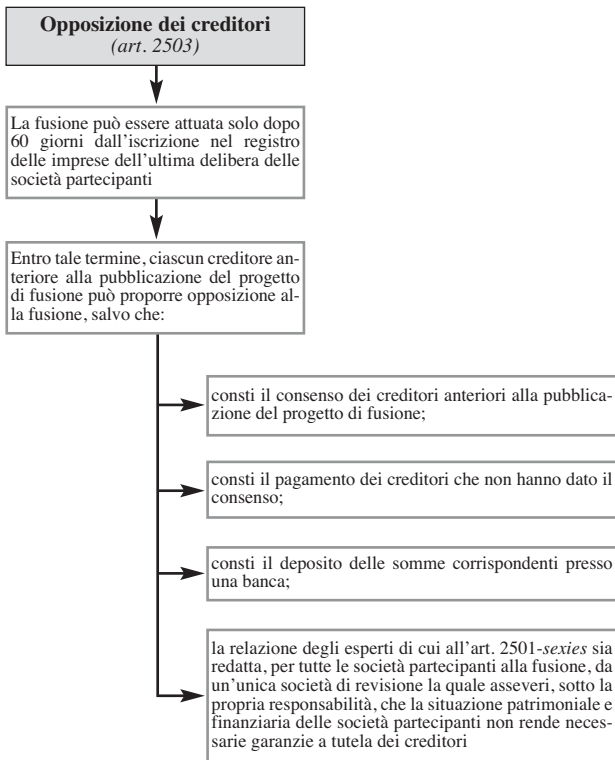 Opposizione dei creditori
(art. 2503)
La fusione può essere attuata solo dopo
60 giorni dall'iscrizione nel registro
delle imprese dell'ultima delibera delle
società partecipanti
Entro tale termine, ciascun creditore an-
teriore alla pubblicazione del progetto
di fusione può proporre opposizione al-
la fusione, salvo che:
consti il consenso dei creditori anteriori alla pubblica-
zione del progetto di fusione;
consti il pagamento dei creditori che non hanno dato il
consenso;
consti il deposito delle somme corrispondenti presso
una banca;
la relazione degli esperti di cui all'art. 2501-sexies sia
redatta, per tutte le società partecipanti alla fusione, da
un'unica società di revisione la quale asseveri, sotto la
propria responsabilità, che la situazione patrimoniale e
finanziaria delle società partecipanti non rende neces-
sarie garanzie a tutela dei creditori